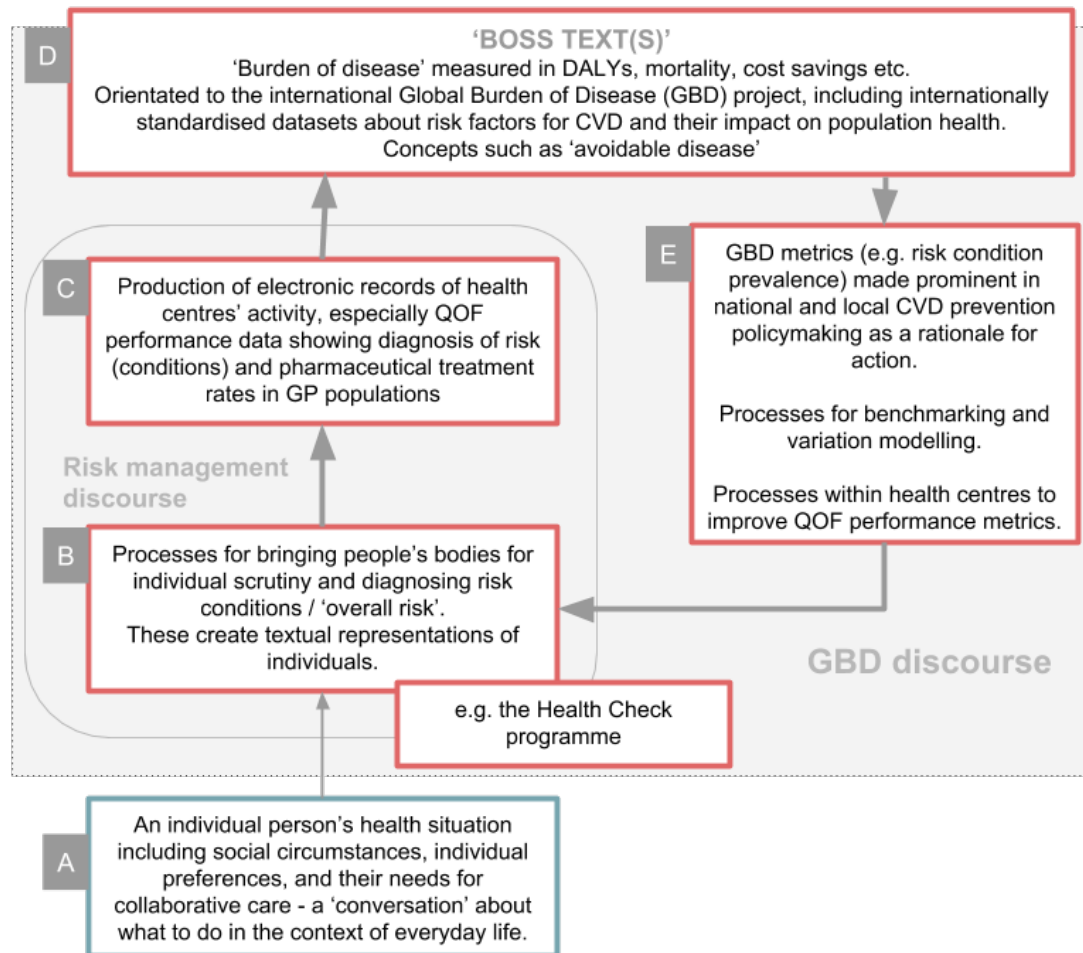 D
‘BOSS TEXT(S)’
‘Burden of disease’ measured in DALYs, mortality, cost savings etc.
Orientated to the international Global Burden of Disease (GBD) project, including internationally
standardised datasets about risk factors for CVD and their impact on population health.
Concepts such as ‘avoidable disease’
C
Production of electronic records of health
centres’ activity, especially QOF
performance data showing diagnosis of risk
(conditions) and pharmaceutical treatment
rates in GP populations
E
GBD metrics (e.g. risk condition
prevalence) made prominent in
national and local CVD prevention
policymaking as a rationale for
action.
Processes for benchmarking and
variation modelling.
Processes within health centres to
improve QOF performance metrics.
Risk management
discourse
B
Processes for bringing people’s bodies for
individual scrutiny and diagnosing risk
conditions / ‘overall risk’.
These create textual representations of
individuals.
GBD discourse
e.g. the Health Check
programme
A
An individual person’s health situation
including social circumstances, individual
preferences, and their needs for
collaborative care - a ‘conversation’ about
what to do in the context of everyday life.